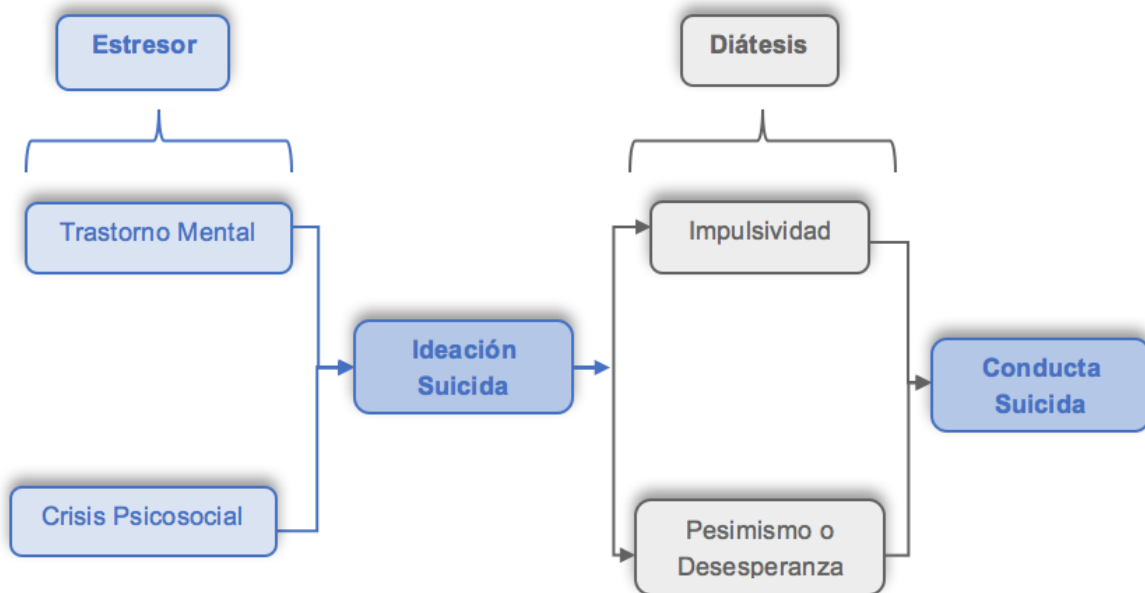 Estresor
Diátesis
Trastorno Mental
Impulsividad
Ideación
Suicida
Conducta
Suicida
Crisis Psicosocial
Pesimismo o
Desesperanza